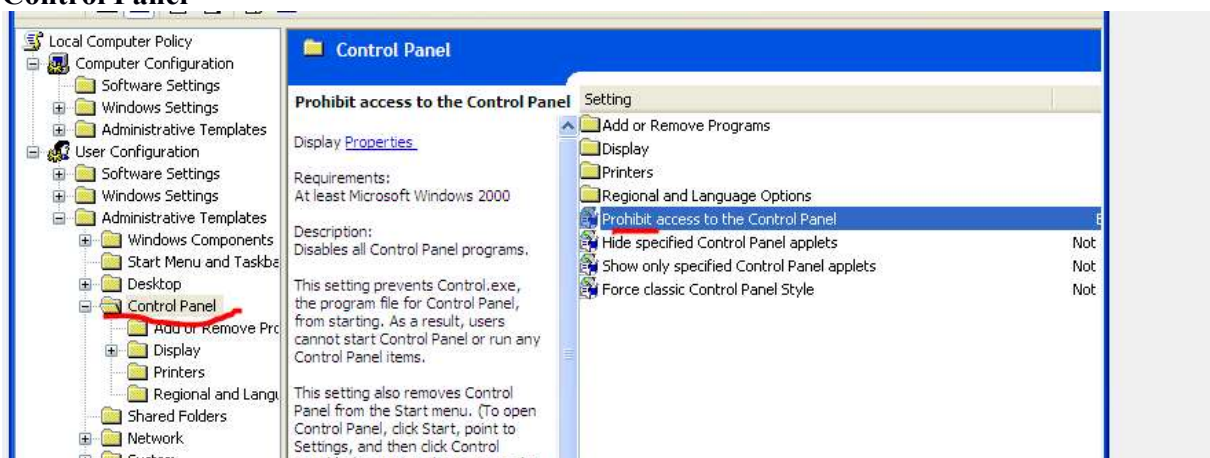 Control Panel
Local Computer Policy
Computer Configuration
Software Settings
Windows Settings
Administrative Templates
User Configuration
Software Settings
Windows Settings
Administrative Templates
Windows Components
Start Menu and Taskba
Desktop
Control Panel
Add or Remove Pro
Display
Printers
Regional and Langu
Shared Folders
Network
System
Control Panel
Prohibit access to the Control Panel
Display Properties
Requirements:
At least Microsoft Windows 2000
Description:
Disables all Control Panel programs.
This setting prevents Control.exe,
the program file for Control Panel,
from starting. As a result, users
cannot start Control Panel or run any
Control Panel items.
This setting also removes Control
Panel from the Start menu. (To open
Control Panel, click Start, point to
Settings, and then click Control
Setting
Add or Remove Programs
Display
Printers
Regional and Language Options
Prohibit access to the Control Panel E
Hide specified Control Panel applets Not
Show only specified Control Panel applets Not
Force classic Control Panel Style Not